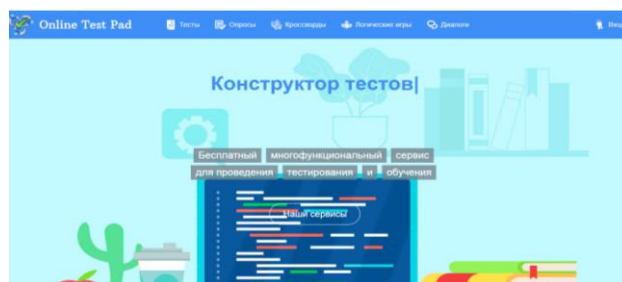 Online Test Pad Тесты Опросы Кроссворды Логические игры Диалоги Вход
Конструктор тестов
Бесплатный многофункциональный сервис
для проведения тестирования и обучения
Наши сервисы